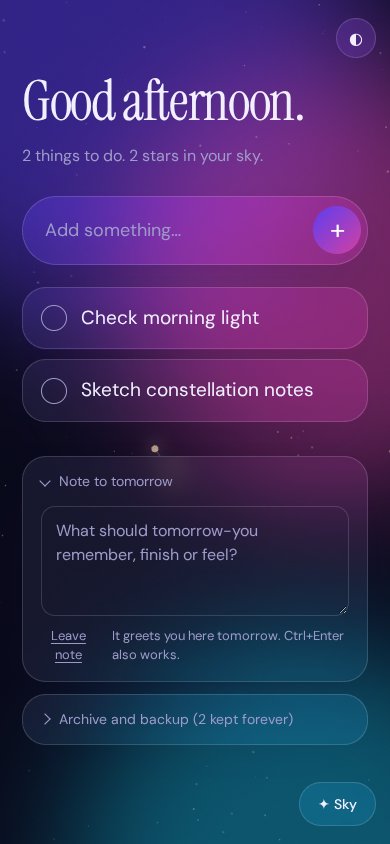 Good afternoon.
2 things to do. 2 stars in your sky.
Add something...
+
Check morning light
Sketch constellation notes
Note to tomorrow
What should tomorrow-you
remember, finish or feel?
Leave
note
It greets you here tomorrow. Ctrl+Enter
also works.
Archive and backup (2 kept forever)
✦ Sky